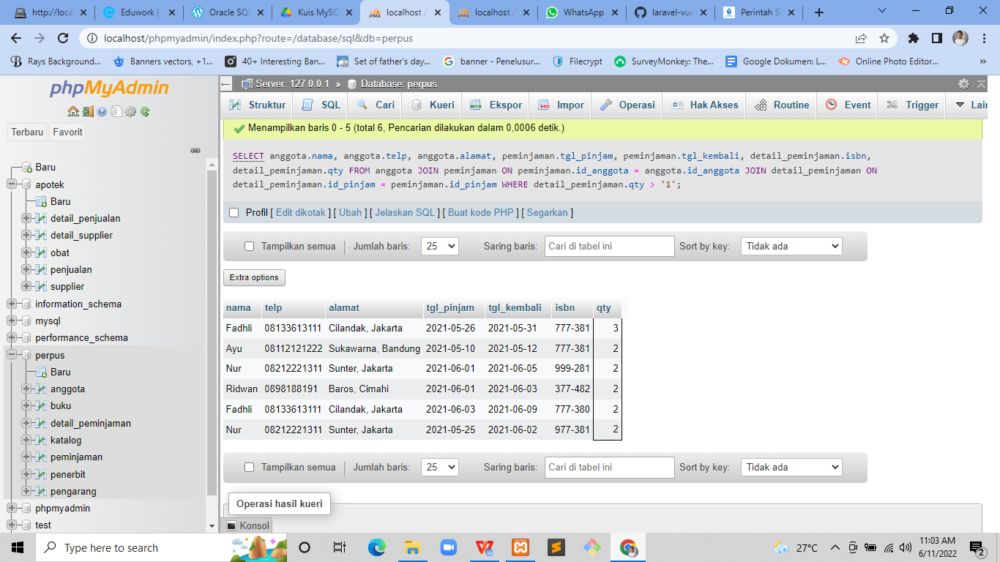 http://loca
Eduwork |
Oracle SQL
Kuis MySC
localhost /
localhost /
WhatsApp
laravel-vue
Perintah S
localhost/phpmyadmin/index.php?route=/database/sql&db=perpus
Rays Background...
Banners vectors, +1...
40+ Interesting Ban...
Set of father's day...
banner - Penelusur...
Filecrypt
SurveyMonkey: The...
Google Dokumen: L...
Online Photo Editor...
phpMyAdmin
Terbaru Favorit
Baru
apotek
Baru
detail_penjualan
detail_supplier
obat
penjualan
supplier
information_schema
mysql
performance_schema
perpus
Baru
anggota
buku
detail_peminjaman
katalog
peminjaman
penerbit
pengarang
phpmyadmin
test
Server: 127.0.0.1 » Database: perpus
Struktur SQL Cari Kueri Ekspor Impor Operasi Hak Akses Routine Event Trigger Lain
Menampilkan baris 0 - 5 (total 6, Pencarian dilakukan dalam 0,0006 detik.)
SELECT anggota.nama, anggota.telp, anggota.alamat, peminjaman.tgl_pinjam, peminjaman.tgl_kembali, detail_peminjaman.isbn,
detail_peminjaman.qty FROM anggota JOIN peminjaman ON peminjaman.id_anggota = anggota.id_anggota JOIN detail_peminjaman ON
detail_peminjaman.id_pinjam = peminjaman.id_pinjam WHERE detail_peminjaman.qty > '1';
Profil [ Edit dikotak ] [ Ubah ] [ Jelaskan SQL ] [ Buat kode PHP ] [ Segarkan ]
Tampilkan semua | Jumlah baris: 25 Saring baris: Cari di tabel ini Sort by key: Tidak ada
Extra options
nama telp alamat tgl_pinjam tgl_kembali isbn qty
Fadhli 08133613111 Cilandak, Jakarta 2021-05-26 2021-05-31 777-381 3
Ayu 08112121222 Sukawarna, Bandung 2021-05-10 2021-05-12 777-381 2
Nur 08212221311 Sunter, Jakarta 2021-06-01 2021-06-05 999-281 2
Ridwan 0898188191 Baros, Cimahi 2021-06-01 2021-06-03 377-482 2
Fadhli 08133613111 Cilandak, Jakarta 2021-06-03 2021-06-09 777-380 2
Nur 08212221311 Sunter, Jakarta 2021-05-25 2021-06-02 977-381 2
Tampilkan semua | Jumlah baris: 25 Saring baris: Cari di tabel ini Sort by key: Tidak ada
Operasi hasil kueri
Konsol
Type here to search
27°C
11:03 AM
6/11/2022
2